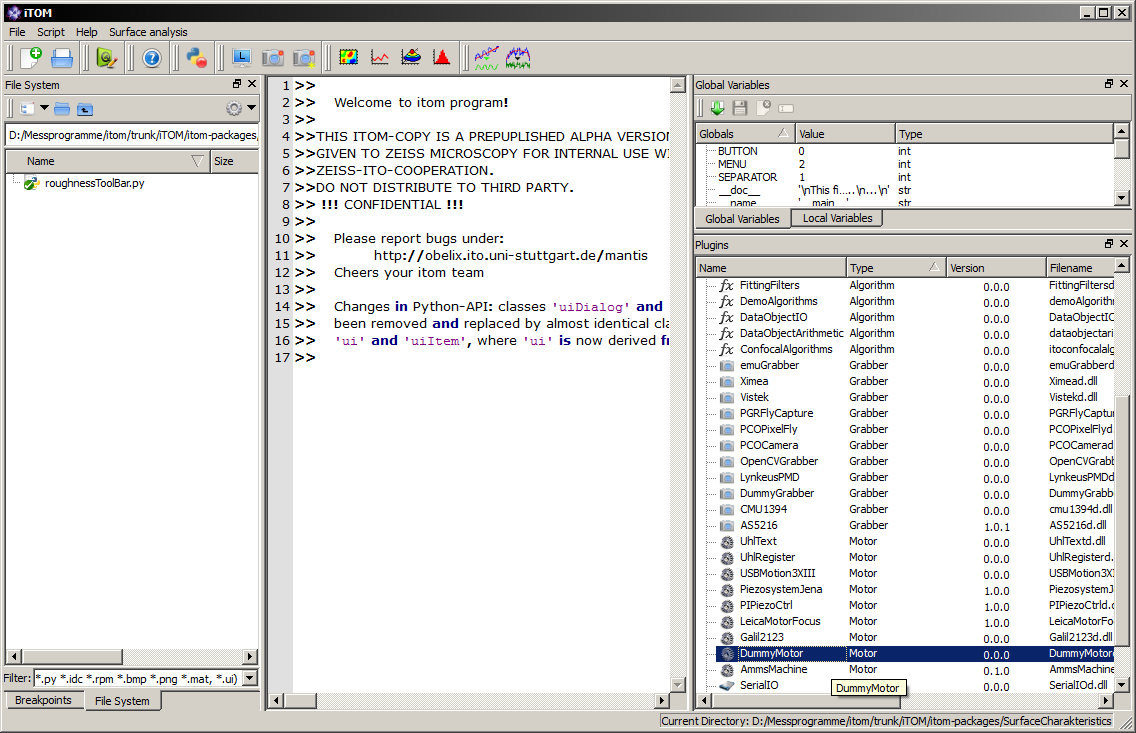 iTOM
File Script Help Surface analysis
File System
D:/Messprogramme/itom/trunk/iTOM/itom-packages,
Name Size
roughnessToolBar.py
Filter: *.py *.idc *.rpm *.bmp *.png *.mat, *.ui)
Breakpoints File System
1 >>
2 >> Welcome to itom program!
3 >>
4 >>THIS ITOM-COPY IS A PREPUPLISHED ALPHA VERSION
5 >>GIVEN TO ZEISS MICROSCOPY FOR INTERNAL USE WI
6 >>ZEISS-ITO-COOPERATION.
7 >>DO NOT DISTRIBUTE TO THIRD PARTY.
8 >> !!! CONFIDENTIAL !!!
9 >>
10 >> Please report bugs under:
11 >> http://obelix.ito.uni-stuttgart.de/mantis
12 >> Cheers your itom team
13 >>
14 >> Changes in Python-API: classes 'uiDialog' and
15 >> been removed and replaced by almost identical cla
16 >> 'ui' and 'uiItem', where 'ui' is now derived fr
17 >>
Global Variables
Globals Value Type
BUTTON 0 int
MENU 2 int
SEPARATOR 1 int
__doc__ '\nThis fi.....\n...\n' str
__name__ '__main__' str
Global Variables Local Variables
Plugins
Name Type Version Filename
FittingFilters Algorithm 0.0.0 FittingFiltersd
DemoAlgorithms Algorithm 0.0.0 demoAlgorith
DataObjectIO Algorithm 0.0.0 DataObjectIO
DataObjectArithmetic Algorithm 0.0.0 dataobjectari
ConfocalAlgorithms Algorithm 0.0.0 itoconfocalalg
emuGrabber Grabber 0.0.0 emuGrabberd
Ximea Grabber 0.0.0 Ximead.dll
Vistek Grabber 0.0.0 Vistekd.dll
PGRFlyCapture Grabber 0.0.0 PGRFlyCaptur
PCOPixelFly Grabber 0.0.0 PCOPixelFlyd
PCOCamera Grabber 0.0.0 PCOCamerad
OpenCVGrabber Grabber 0.0.0 OpenCVGrabb
LynkeusPMD Grabber 0.0.0 LynkeusPMDd
DummyGrabber Grabber 0.0.0 DummyGrabb
CMU1394 Grabber 0.0.0 cmu1394d.dll
AS5216 Grabber 1.0.1 AS5216d.dll
UhlText Motor 0.0.0 UhlTextd.dll
UhlRegister Motor 0.0.0 UhlRegisterd.
USBMotion3XIII Motor 0.0.0 USBMotion3XI
PiezosystemJena Motor 1.0.0 PiezosystemJ
PIPiezoCtrl Motor 1.0.0 PIPiezoCtrld.d
LeicaMotorFocus Motor 1.0.0 LeicaMotorFo
Galil2123 Motor 0.0.0 Galil2123d.dll
DummyMotor Motor 0.0.0 DummyMotor
AmmsMachine Motor 0.1.0 AmmsMachine
SerialIO 0.0.0 SerialIOd.dll
DummyMotor
Current Directory: D:/Messprogramme/itom/trunk/iTOM/itom-packages/SurfaceCharakteristics